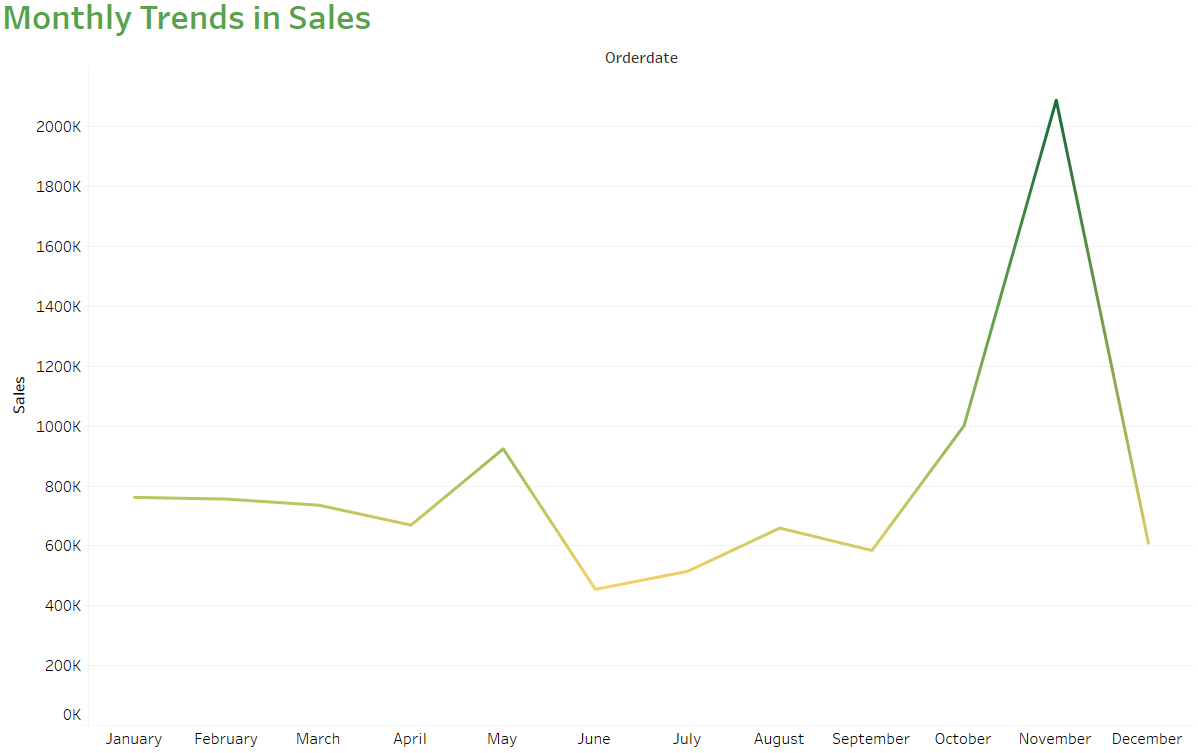 Monthly Trends in Sales
Orderdate
2000K
1800K
1600K
1400K
1200K
1000K
800K
600K
400K
200K
0K
Sales
January February March April May June July August September October November December